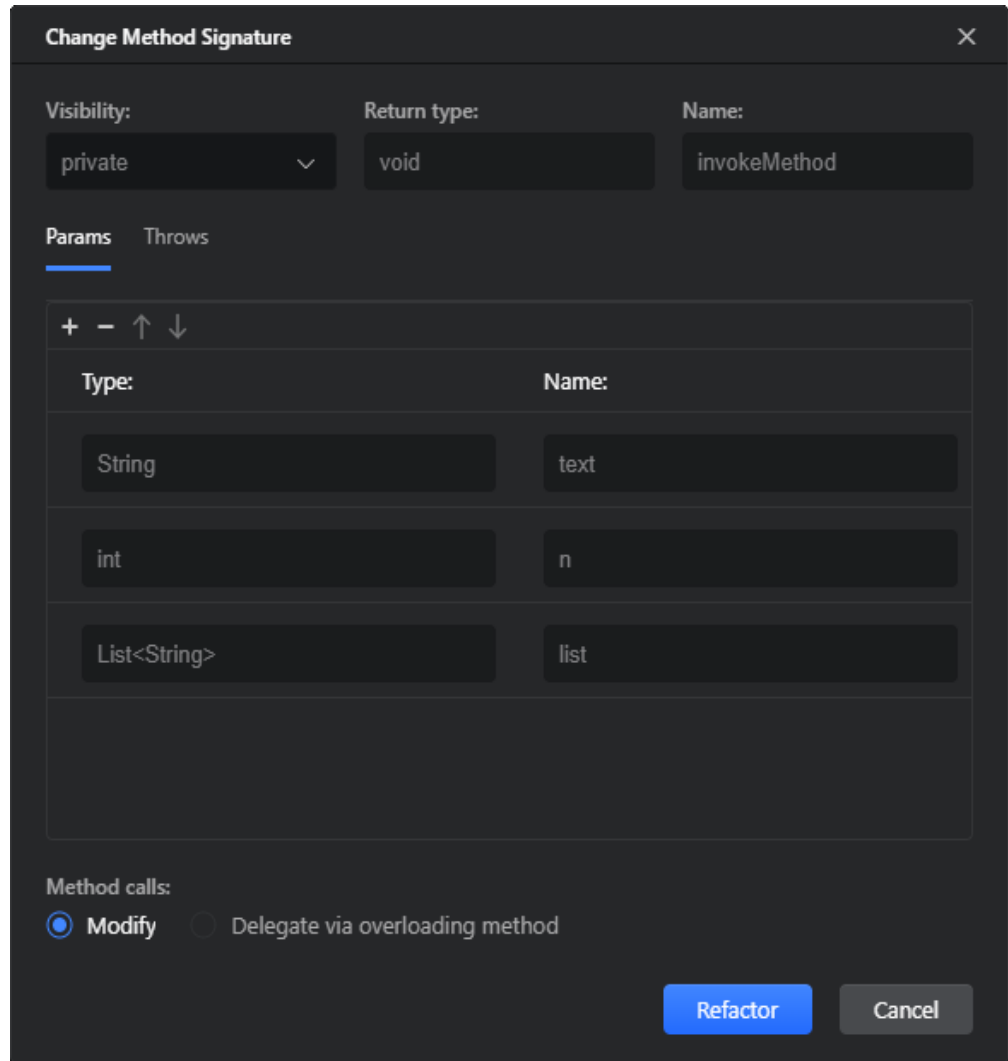 Change Method Signature
Visibility: Return type: Name:
private void invokeMethod
Params Throws
Type: Name:
String text
int n
List<String> list
Method calls:
Modify Delegate via overloading method
Refactor Cancel